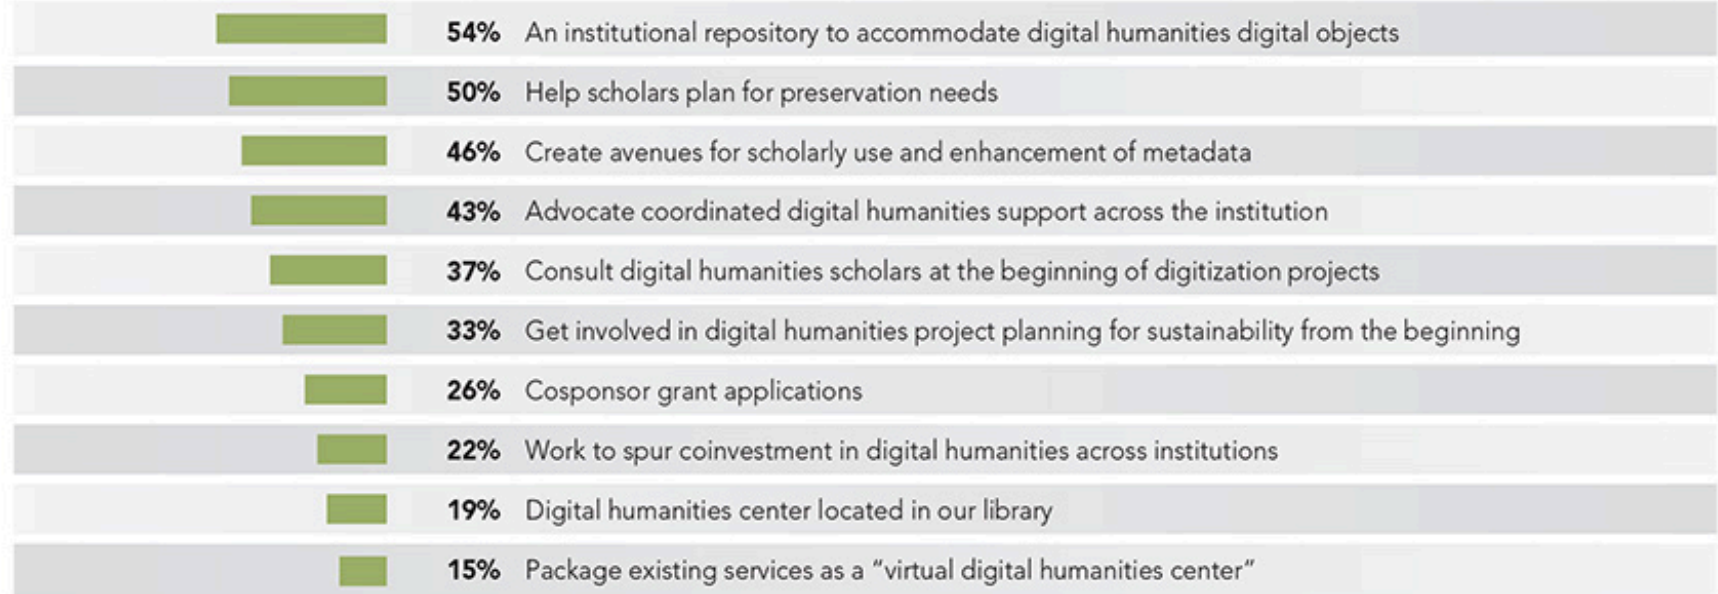 54% An institutional repository to accommodate digital humanities digital objects
50% Help scholars plan for preservation needs
46% Create avenues for scholarly use and enhancement of metadata
43% Advocate coordinated digital humanities support across the institution
37% Consult digital humanities scholars at the beginning of digitization projects
33% Get involved in digital humanities project planning for sustainability from the beginning
26% Cosponsor grant applications
22% Work to spur coinvestment in digital humanities across institutions
19% Digital humanities center located in our library
15% Package existing services as a “virtual digital humanities center”